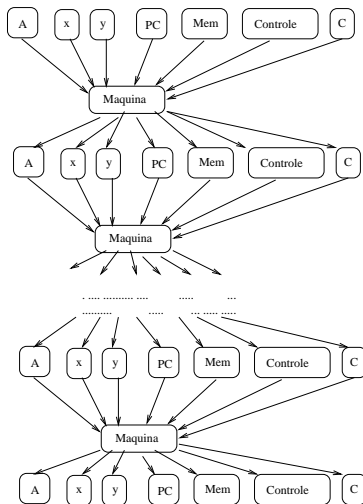 A x y PC Mem Controle C
Maquina
A x y PC Mem Controle C
Maquina
. .... .......... .... ..... ...
.......... ..... ... ..... .....
A x y PC Mem Controle C
Maquina
A x y PC Mem Controle C